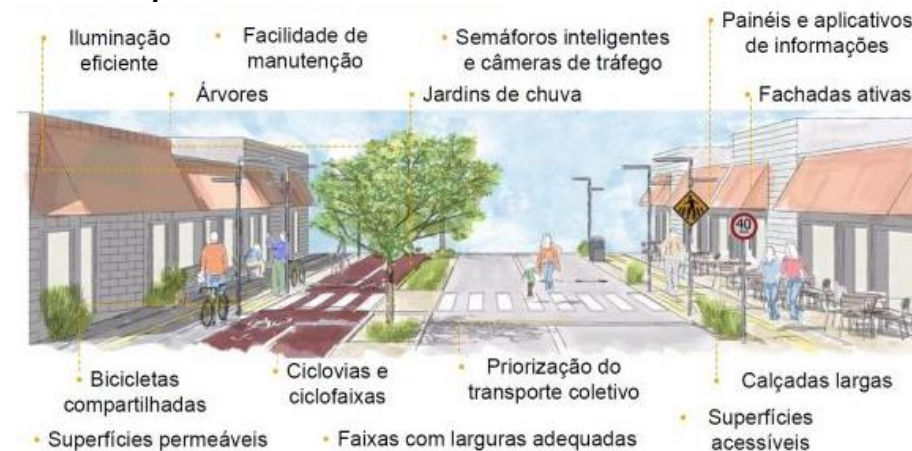 Iluminação
eficiente
Facilidade de
manutenção
Semáforos inteligentes
e câmeras de tráfego
Painéis e aplicativos
de informações
Árvores
Jardins de chuva
Fachadas ativas
40
Bicicletas
compartilhadas
Ciclovias e
ciclofaixas
Priorização do
transporte coletivo
Calçadas largas
Superfícies permeáveis
Faixas com larguras adequadas
Superfícies
acessíveis